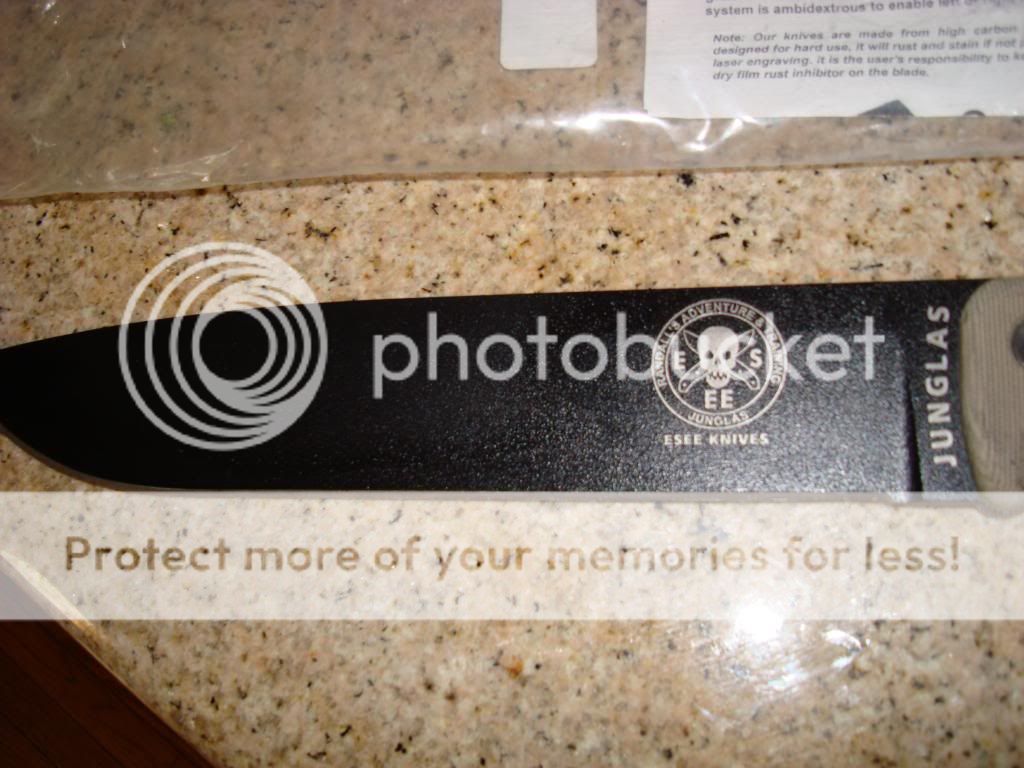 system is ambidextrous to enable left or
Note: Our knives are made from high carbon
designed for hard use, it will rust and stain if not
laser engraving. it is the user's responsibility to
dry film rust inhibitor on the blade.
photobucket
RANDALL'S ADVENTURE & TRAINING
E S
EE
JUNGLAS
ESEE KNIVES
JUNGLAS
Protect more of your memories for less!